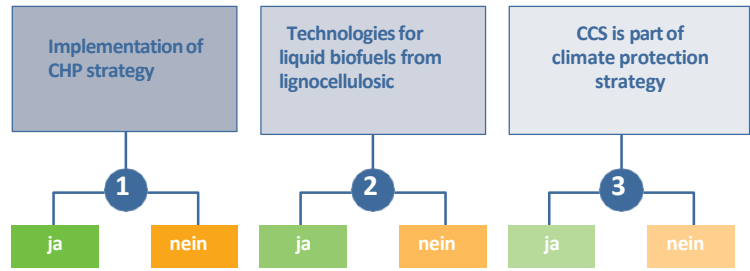 Implementation of
CHP strategy
Technologies for
liquid biofuels from
lignocellulosic
CCS is part of
climate protection
strategy
1
2
3
ja
nein
ja
nein
ja
nein